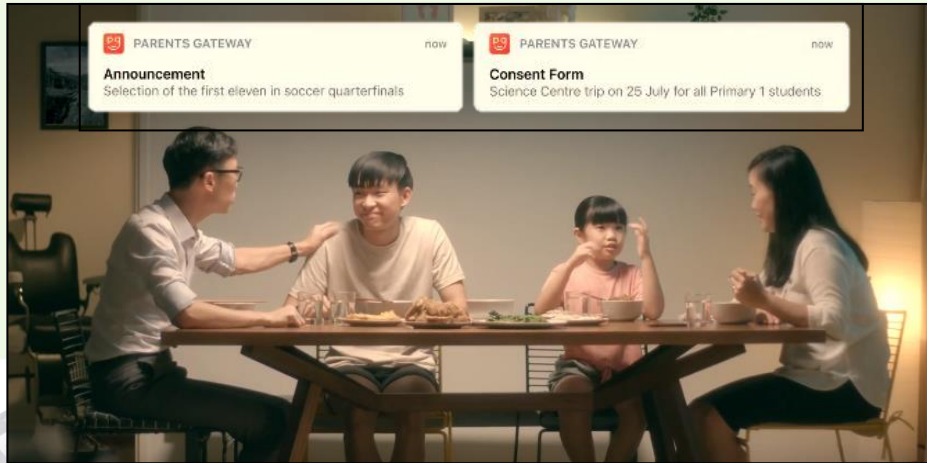 PARENTS GATEWAY
now
Announcement
Selection of the first eleven in soccer quarterfinals
PARENTS GATEWAY
now
Consent Form
Science Centre trip on 25 July for all Primary 1 students